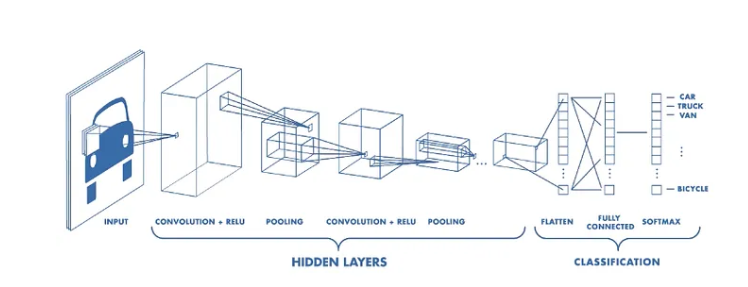 CAR
TRUCK
VAN
BICYCLE
INPUT
CONVOLUTION + RELU
POOLING
CONVOLUTION + RELU
POOLING
FLATTEN
FULLY
CONNECTED
SOFTMAX
HIDDEN LAYERS
CLASSIFICATION